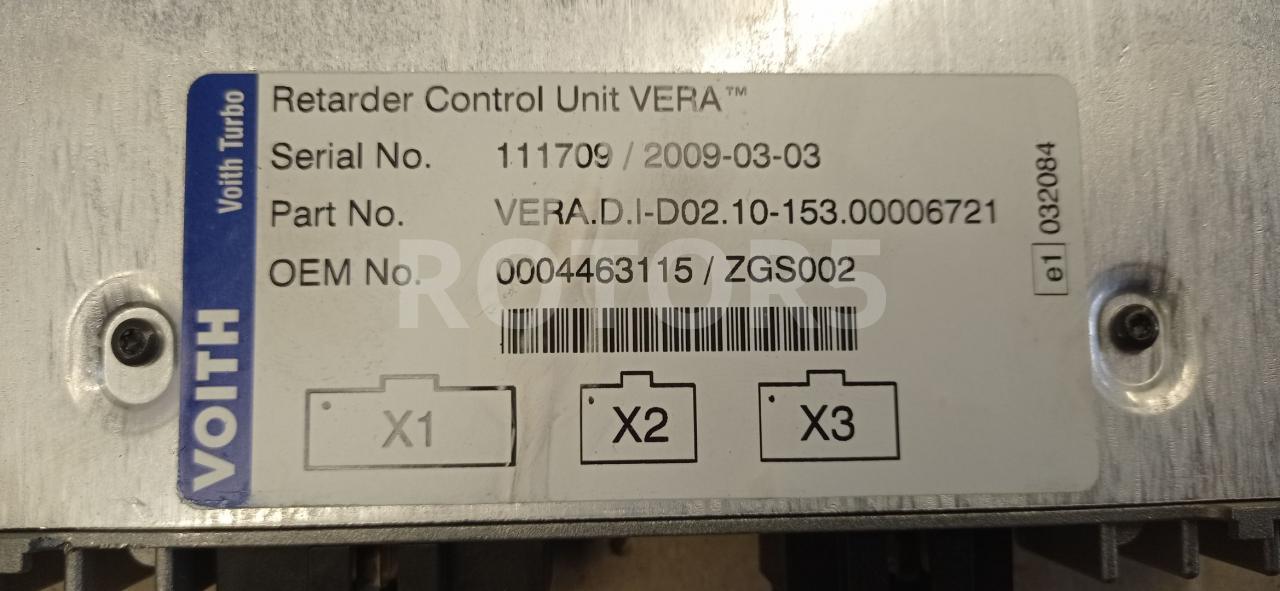 Voith Turbo
VOITH
Retarder Control Unit VERA™
Serial No. 111709 / 2009-03-03
Part No. VERA.D.I-D02.10-153.00006721
OEM No. 0004463115 / ZGS002
e1 032084
ROTOR5
X1 X2 X3